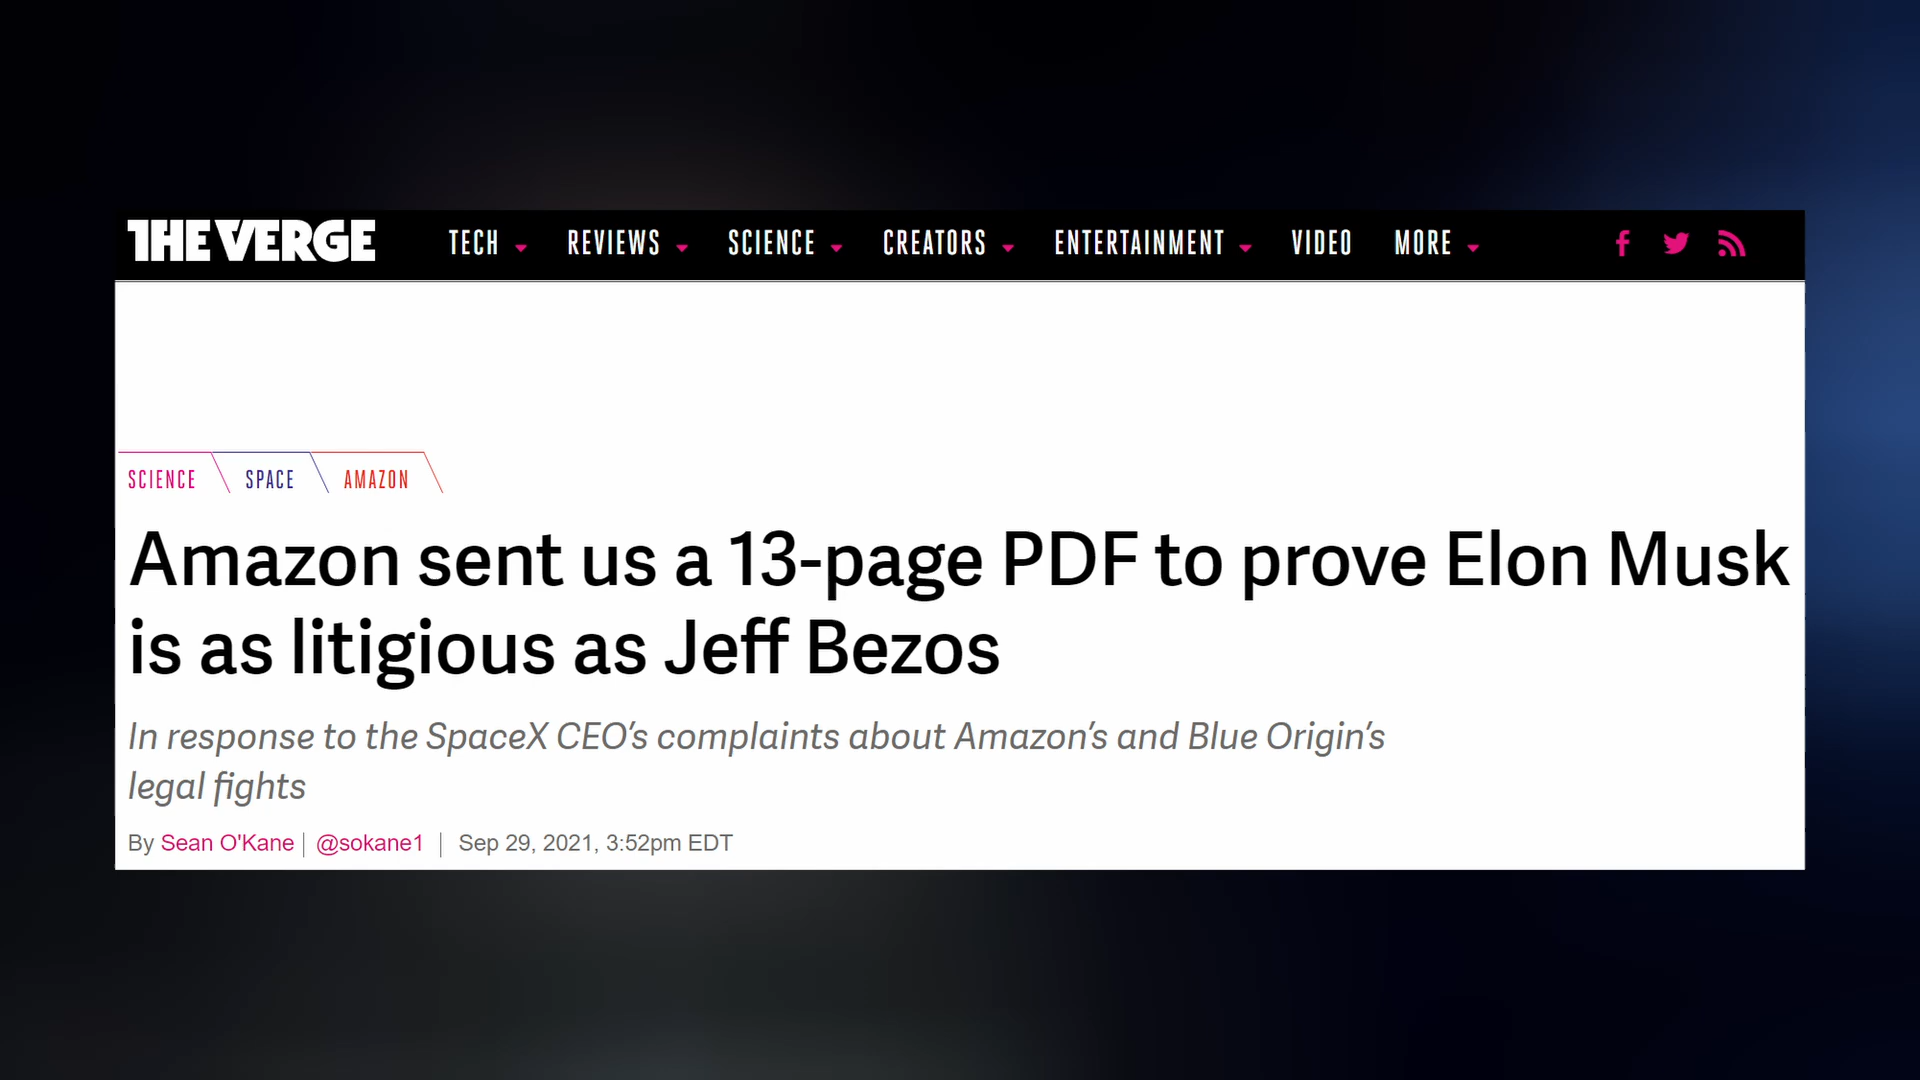 THE VERGE TECH REVIEWS SCIENCE CREATORS ENTERTAINMENT VIDEO MORE
SCIENCE SPACE AMAZON
Amazon sent us a 13-page PDF to prove Elon Musk
is as litigious as Jeff Bezos
In response to the SpaceX CEO’s complaints about Amazon’s and Blue Origin’s
legal fights
By Sean O'Kane | @sokane1 | Sep 29, 2021, 3:52pm EDT